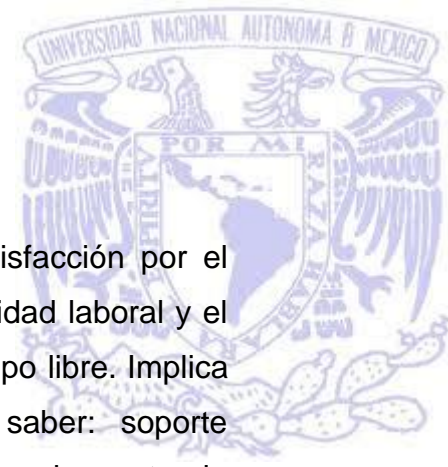 UNIVERSIDAD NACIONAL AUTONOMA
MEXICO
POR MI
RAZA HABLARA
isfacción por el
idad laboral y el
po libre. Implica
saber: soporte